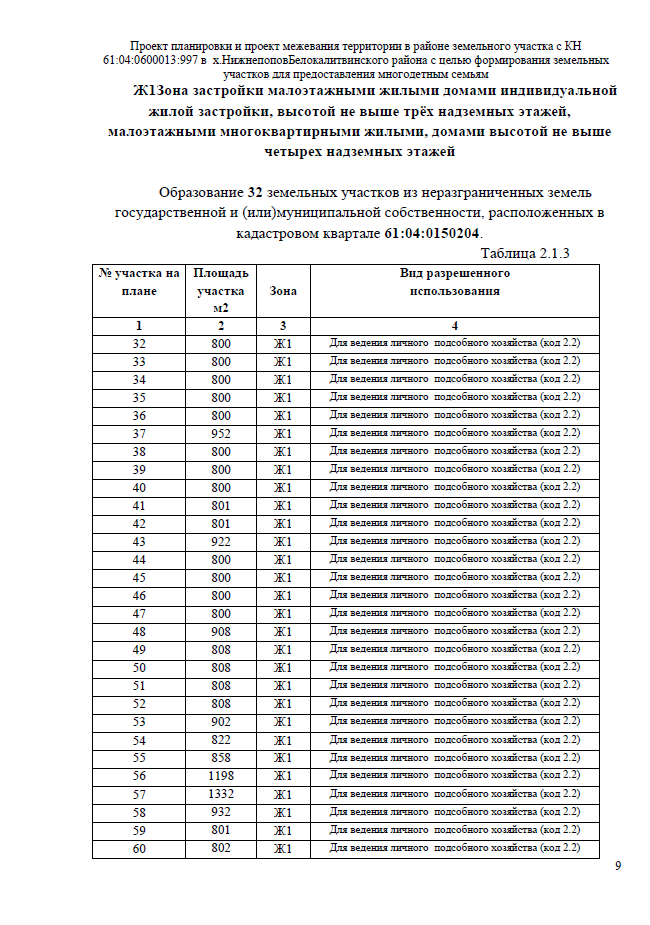 Проект планировки и проект межевания территории в районе земельного участка с КН
61:04:0600013:997 в х.НижнепоповБелокалитвинского района с целью формирования земельных
участков для предоставления многодетным семьям
Ж1Зона застройки малоэтажными жилыми домами индивидуальной
жилой застройки, высотой не выше трёх надземных этажей,
малоэтажными многоквартирными жилыми, домами высотой не выше
четырех надземных этажей
Образование 32 земельных участков из неразграниченных земель
государственной и (или)муниципальной собственности, расположенных в
кадастровом квартале 61:04:0150204.
Таблица 2.1.3
№ участка на плане | Площадь участка м2 | Зона | Вид разрешенного использования
1 2 3 4
32 800 Ж1 Для ведения личного подсобного хозяйства (код 2.2)
33 800 Ж1 Для ведения личного подсобного хозяйства (код 2.2)
34 800 Ж1 Для ведения личного подсобного хозяйства (код 2.2)
35 800 Ж1 Для ведения личного подсобного хозяйства (код 2.2)
36 800 Ж1 Для ведения личного подсобного хозяйства (код 2.2)
37 952 Ж1 Для ведения личного подсобного хозяйства (код 2.2)
38 800 Ж1 Для ведения личного подсобного хозяйства (код 2.2)
39 800 Ж1 Для ведения личного подсобного хозяйства (код 2.2)
40 800 Ж1 Для ведения личного подсобного хозяйства (код 2.2)
41 801 Ж1 Для ведения личного подсобного хозяйства (код 2.2)
42 801 Ж1 Для ведения личного подсобного хозяйства (код 2.2)
43 922 Ж1 Для ведения личного подсобного хозяйства (код 2.2)
44 800 Ж1 Для ведения личного подсобного хозяйства (код 2.2)
45 800 Ж1 Для ведения личного подсобного хозяйства (код 2.2)
46 800 Ж1 Для ведения личного подсобного хозяйства (код 2.2)
47 800 Ж1 Для ведения личного подсобного хозяйства (код 2.2)
48 908 Ж1 Для ведения личного подсобного хозяйства (код 2.2)
49 808 Ж1 Для ведения личного подсобного хозяйства (код 2.2)
50 808 Ж1 Для ведения личного подсобного хозяйства (код 2.2)
51 808 Ж1 Для ведения личного подсобного хозяйства (код 2.2)
52 808 Ж1 Для ведения личного подсобного хозяйства (код 2.2)
53 902 Ж1 Для ведения личного подсобного хозяйства (код 2.2)
54 822 Ж1 Для ведения личного подсобного хозяйства (код 2.2)
55 858 Ж1 Для ведения личного подсобного хозяйства (код 2.2)
56 1198 Ж1 Для ведения личного подсобного хозяйства (код 2.2)
57 1332 Ж1 Для ведения личного подсобного хозяйства (код 2.2)
58 932 Ж1 Для ведения личного подсобного хозяйства (код 2.2)
59 801 Ж1 Для ведения личного подсобного хозяйства (код 2.2)
60 802 Ж1 Для ведения личного подсобного хозяйства (код 2.2)
9